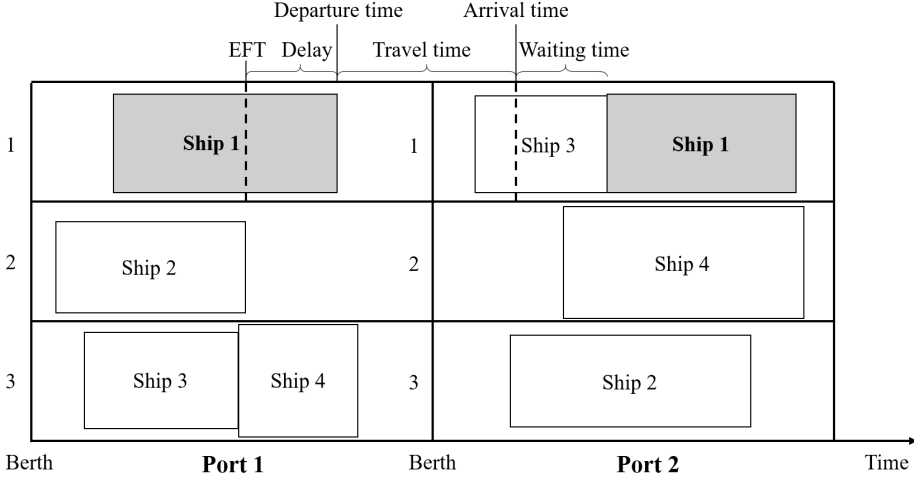 Departure time Arrival time
EFT Delay Travel time Waiting time
1 Ship 1 1 Ship 3 Ship 1
2 Ship 2 2 Ship 4
3 Ship 3 Ship 4 3 Ship 2
Berth Port 1 Berth Port 2 Time